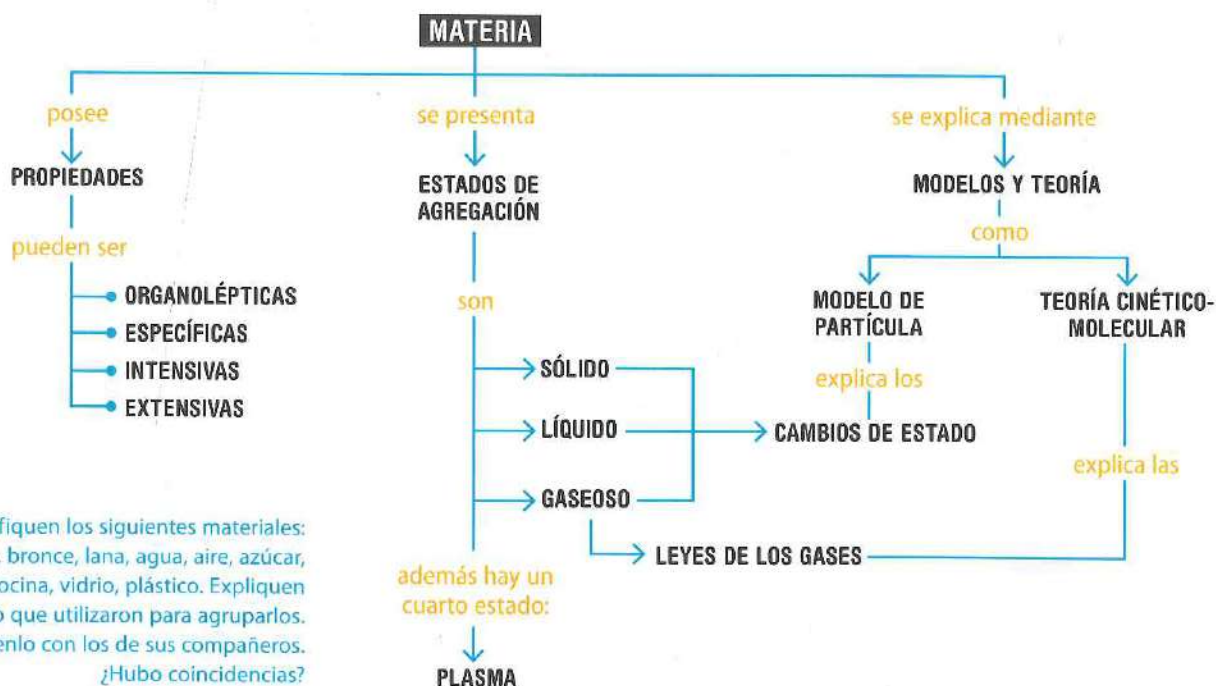 MATERIA
posee
PROPIEDADES
pueden ser
ORGANOLÉPTICAS
ESPECÍFICAS
INTENSIVAS
EXTENSIVAS
se presenta
ESTADOS DE
AGREGACIÓN
son
SÓLIDO
LÍQUIDO
GASEOSO
además hay un
cuarto estado:
PLASMA
se explica mediante
MODELOS Y TEORÍA
como
MODELO DE
PARTÍCULA
explica los
CAMBIOS DE ESTADO
TEORÍA CINÉTICO-
MOLECULAR
explica las
LEYES DE LOS GASES
fiquen los siguientes materiales:
bronce, lana, agua, aire, azúcar,
ocina, vidrio, plástico. Expliquen
o que utilizaron para agruparlos.
enlo con los de sus compañeros.
¿Hubo coincidencias?